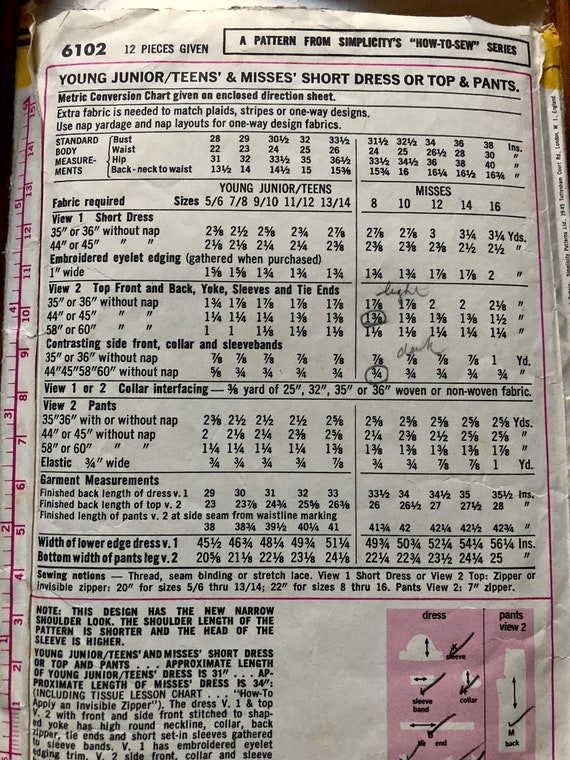 6102 12 PIECES GIVEN A PATTERN FROM SIMPLICITY'S "HOW-TO-SEW" SERIES
YOUNG JUNIOR/TEENS' & MISSES' SHORT DRESS OR TOP & PANTS.
Metric Conversion Chart given on enclosed direction sheet.
Extra fabric is needed to match plaids, stripes or one-way designs.
Use nap yardage and nap layouts for one-way design fabrics.
STANDARD Bust 28 29 30½ 32 33½ 31½ 32½ 34 36 38 Ins.
BODY Waist 22 23 24 25 26 24 25 26½ 28 30 "
MEASURE- Hip 31 32 33½ 35 36½ 33½ 34½ 36 38 40 "
MENTS Back-neck to waist 13½ 14 14½ 15 15⅜ 15¾ 16 16¼ 16½ 16¾ "
YOUNG JUNIOR/TEENS MISSES
Fabric required Sizes 5/6 7/8 9/10 11/12 13/14 8 10 12 14 16
View 1 Short Dress
35" or 36" without nap 2⅜ 2½ 2⅝ 2¾ 2⅞ 2⅞ 2⅞ 3 3¼ 3¼ Yds.
44" or 45" " " 2⅛ 2⅛ 2¼ 2¼ 2⅜ 2⅜ 2⅜ 2⅜ 2½ 2½ "
Embroidered eyelet edging (gathered when purchased)
1" wide 1⅝ 1⅝ 1¾ 1¾ 1¾ 1¾ 1¾ 1⅞ 1⅞ 2 "
View 2 Top Front and Back, Yoke, Sleeves and Tie Ends light
35" or 36" without nap 1¾ 1⅞ 1⅞ 1⅞ 1⅞ 1⅞ 1⅞ 2 2 2⅛ "
44" or 45" " " 1¼ 1¼ 1¼ 1⅜ 1⅜ 1⅜ 1⅜ 1⅜ 1⅜ 1½ "
58" or 60" " " 1 1 1⅛ 1⅛ 1⅛ 1⅛ 1⅛ 1¼ 1¼ 1¼ "
Contrasting side front, collar and sleevebands dark
35" or 36" without nap ⅞ ⅞ ⅞ ⅞ ⅞ ⅞ ⅞ ⅞ ⅞ 1 Yd.
44"45"58"60" without nap ⅝ ¾ ¾ ¾ ¾ ¾ ¾ ¾ ¾ ¾ "
View 1 or 2 Collar interfacing — ⅜ yard of 25", 32", 35" or 36" woven or non-woven fabric.
View 2 Pants
35"36" with or without nap 2⅜ 2½ 2½ 2½ 2⅝ 2⅝ 2⅝ 2⅝ 2⅝ 2⅝ Yds.
44" or 45" without nap 2 2⅛ 2¼ 2¼ 2⅜ 2¼ 2⅜ 2½ 2⅝ 2⅝ "
58" or 60" " " 1¼ 1¼ 1¼ 1⅜ 1⅜ 1⅜ 1⅜ 1⅜ 1⅜ 1⅞ "
Elastic ¾" wide ¾ ¾ ¾ ¾ ⅞ ¾ ¾ ⅞ ⅞ 1 Yd.
Garment Measurements
Finished back length of dress v. 1 29 30 31 32 33 33½ 34 34½ 35 35½ Ins.
Finished back length of top v. 2 23 23⅞ 24¾ 25⅝ 26⅜ 26 26½ 27 27½ 28 "
Finished length of pants v. 2 at side seam from waistline marking
38 38¾ 39½ 40¼ 41 41¾ 42 42¼ 42½ 42¾ "
Width of lower edge dress v. 1 45½ 46¾ 48¼ 49¾ 51¼ 49¾ 50¾ 52¼ 54¼ 56¼ Ins.
Bottom width of pants leg v. 2 20⅝ 21⅛ 22⅛ 23⅛ 24⅛ 22¼ 22¾ 23½ 24¼ 25 "
Sewing notions — Thread, seam binding or stretch lace. View 1 Short Dress or View 2 Top: Zipper or
invisible zipper: 20" for sizes 5/6 thru 13/14; 22" for sizes 8 thru 16. Pants View 2: 7" zipper.
NOTE: THIS DESIGN HAS THE NEW NARROW
SHOULDER LOOK. THE SHOULDER LENGTH OF THE
PATTERN IS SHORTER AND THE HEAD OF THE
SLEEVE IS HIGHER.
YOUNG JUNIOR/TEENS' AND MISSES' SHORT DRESS
OR TOP AND PANTS . . . APPROXIMATE LENGTH
OF YOUNG JUNIOR/TEENS' DRESS IS 31" . . . AP-
PROXIMATE LENGTH OF MISSES' DRESS IS 34":
(INCLUDING TISSUE LESSON CHART . . . "How-To
Apply an Invisible Zipper"). The dress V. 1 & top
V. 2 with front and side front stitched to shap-
ed yoke has high round neckline, collar, back
zipper, tie ends and short set-in sleeves gathered
to sleeve bands. V. 1 has embroidered eyelet
edging trim. V. 2 side front, collar and sleeve
dress
pants
view 2
sleeve
sleeve
band
collar
tie end
M
back